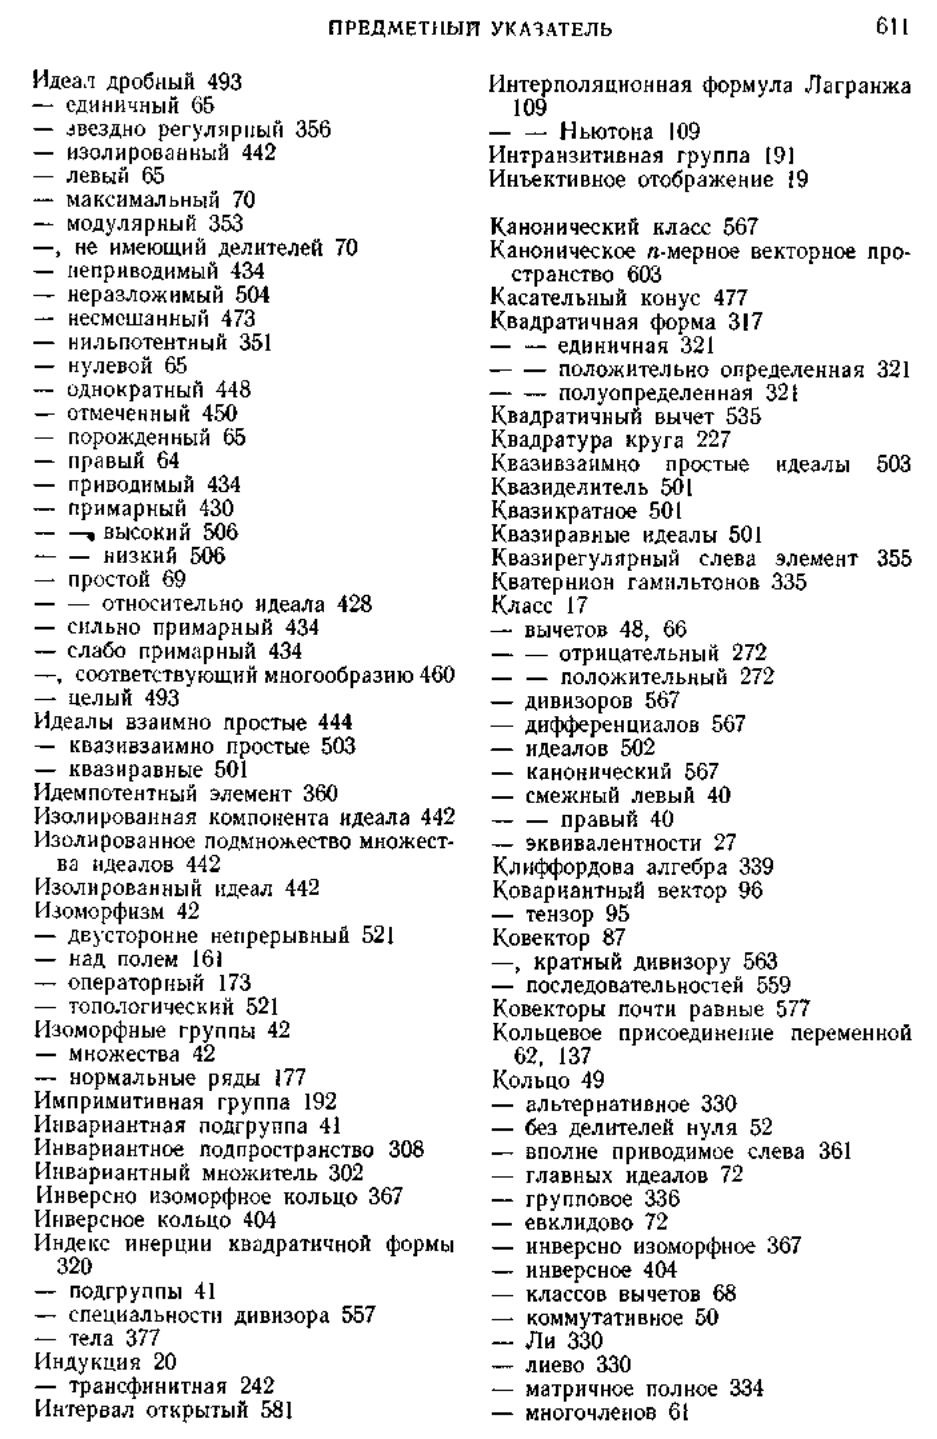 ПРЕДМЕТНЫЙ УКАЗАТЕЛЬ 611
Идеал дробный 493
— единичный 65
— звездно регулярный 356
— изолированный 442
— левый 65
— максимальный 70
— модулярный 353
—, не имеющий делителей 70
— неприводимый 434
— неразложимый 504
— несмешанный 473
— нильпотентный 351
— нулевой 65
— однократный 448
— отмеченный 450
— порожденный 65
— правый 64
— приводимый 434
— примарный 430
— — высокий 506
— — низкий 506
— простой 69
— — относительно идеала 428
— сильно примарный 434
— слабо примарный 434
—, соответствующий многообразию 460
— целый 493
Идеалы взаимно простые 444
— квазивзаимно простые 503
— квазиравные 501
Идемпотентный элемент 360
Изолированная компонента идеала 442
Изолированное подмножество множест-
ва идеалов 442
Изолированный идеал 442
Изоморфизм 42
— двусторонне непрерывный 521
— над полем 161
— операторный 173
— топологический 521
Изоморфные группы 42
— множества 42
— нормальные ряды 177
Импримитивная группа 192
Инвариантная подгруппа 41
Инвариантное подпространство 308
Инвариантный множитель 302
Инверсно изоморфное кольцо 367
Инверсное кольцо 404
Индекс инерции квадратичной формы
320
— подгруппы 41
— специальности дивизора 557
— тела 377
Индукция 20
— трансфинитная 242
Интервал открытый 581
Интерполяционная формула Лагранжа
109
— — Ньютона 109
Интранзитивная группа 191
Инъективное отображение 19
Канонический класс 567
Каноническое n-мерное векторное про-
странство 603
Касательный конус 477
Квадратичная форма 317
— — единичная 321
— — положительно определенная 321
— — полуопределенная 321
Квадратичный вычет 535
Квадратура круга 227
Квазивзаимно простые идеалы 503
Квазиделитель 501
Квазикратное 501
Квазиравные идеалы 501
Квазирегулярный слева элемент 355
Кватернион гамильтонов 335
Класс 17
— вычетов 48, 66
— — отрицательный 272
— — положительный 272
— дивизоров 567
— дифференциалов 567
— идеалов 502
— канонический 567
— смежный левый 40
— — правый 40
— эквивалентности 27
Клиффордова алгебра 339
Ковариантный вектор 96
— тензор 95
Ковектор 87
—, кратный дивизору 563
— последовательностей 559
Ковекторы почти равные 577
Кольцевое присоединение переменной
62, 137
Кольцо 49
— альтернативное 330
— без делителей нуля 52
— вполне приводимое слева 361
— главных идеалов 72
— групповое 336
— евклидово 72
— инверсно изоморфное 367
— инверсное 404
— классов вычетов 68
— коммутативное 50
— Ли 330
— лиево 330
— матричное полное 334
— многочленов 61